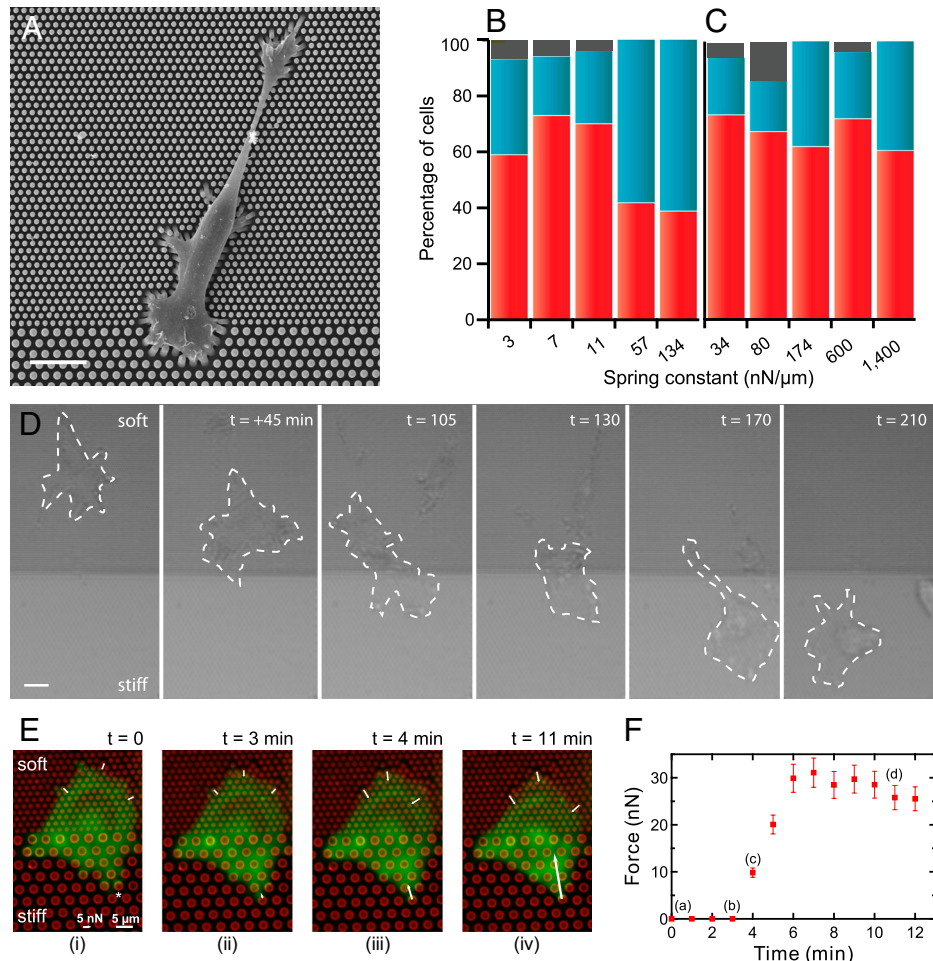 A
B
C
Percentage of cells
100
80
60
40
20
0
3
7
11
57
134
34
80
174
600
1,400
Spring constant (nN/µm)
D
soft
t = +45 min
t = 105
t = 130
t = 170
t = 210
stiff
E
t = 0
t = 3 min
t = 4 min
t = 11 min
soft
*
stiff
5 nN
5 µm
(i)
(ii)
(iii)
(iv)
F
Force (nN)
30
20
10
0
(a)
(b)
(c)
(d)
0
2
4
6
8
10
12
Time (min)